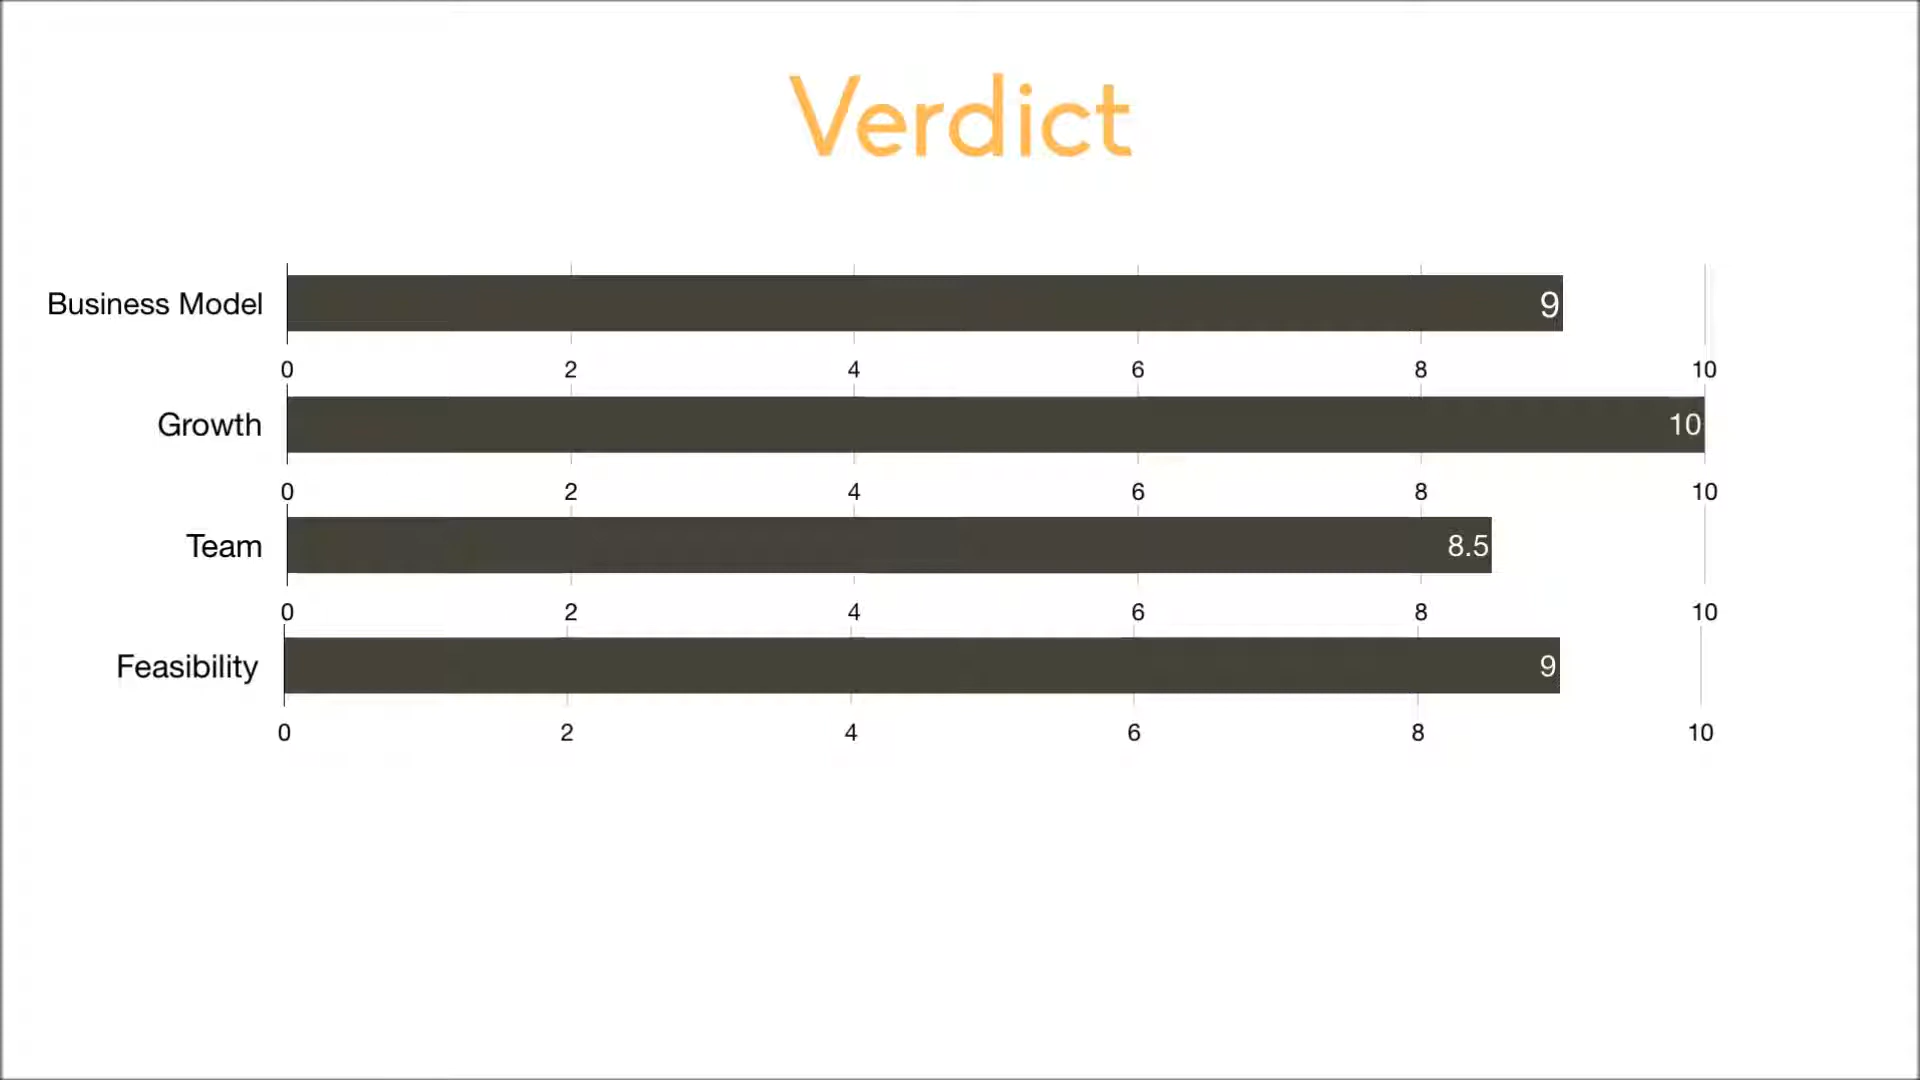 Verdict
Business Model 9
0 2 4 6 8 10
Growth 10
0 2 4 6 8 10
Team 8.5
0 2 4 6 8 10
Feasibility 9
0 2 4 6 8 10